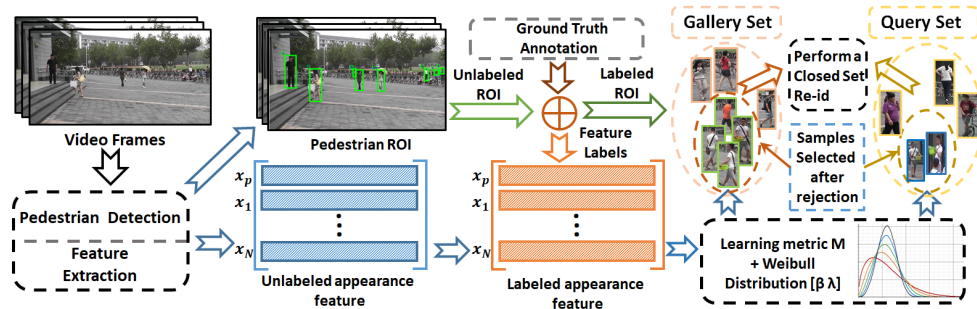 Video Frames
Pedestrian Detection
Feature
Extraction
Pedestrian ROI
x_p
x_1
⋮
x_N
Unlabeled appearance
feature
Ground Truth
Annotation
Unlabeled
ROI
Labeled
ROI
Feature
Labels
x_p
x_1
⋮
x_N
Labeled appearance
feature
Gallery Set
Query Set
Perform a
Closed Set
Re-id
Samples
Selected
after
rejection
Learning metric M
+ Weibull
Distribution [β λ]